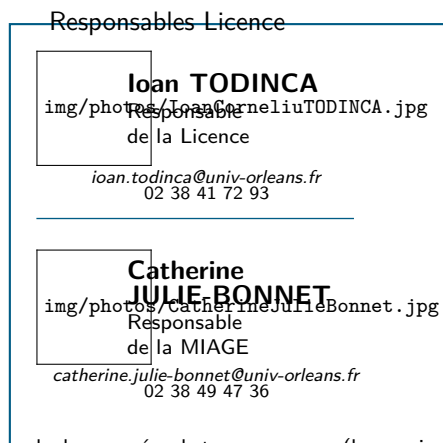 Responsables Licence
Ioan TODINCA
img/photos/IoanCorneliuTODINCA.jpg
Responsable
de la Licence
ioan.todinca@univ-orleans.fr
02 38 41 72 93
Catherine
JULIE-BONNET
img/photos/CatherineJulieBonnet.jpg
Responsable
de la MIAGE
catherine.julie-bonnet@univ-orleans.fr
02 38 49 47 36